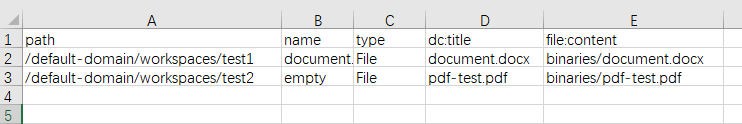 A B C D E
1 path name type dc:title file:content
2 /default-domain/workspaces/test1 document. File document.docx binaries/document.docx
3 /default-domain/workspaces/test2 empty File pdf-test.pdf binaries/pdf-test.pdf
4
5